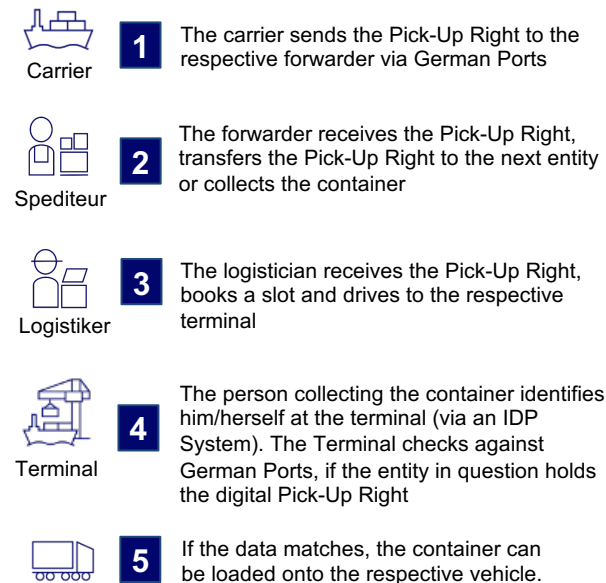 Carrier
1
The carrier sends the Pick-Up Right to the
respective forwarder via German Ports
Spediteur
2
The forwarder receives the Pick-Up Right,
transfers the Pick-Up Right to the next entity
or collects the container
Logistiker
3
The logistician receives the Pick-Up Right,
books a slot and drives to the respective
terminal
Terminal
4
The person collecting the container identifies
him/herself at the terminal (via an IDP
System). The Terminal checks against
German Ports, if the entity in question holds
the digital Pick-Up Right
5
If the data matches, the container can
be loaded onto the respective vehicle.